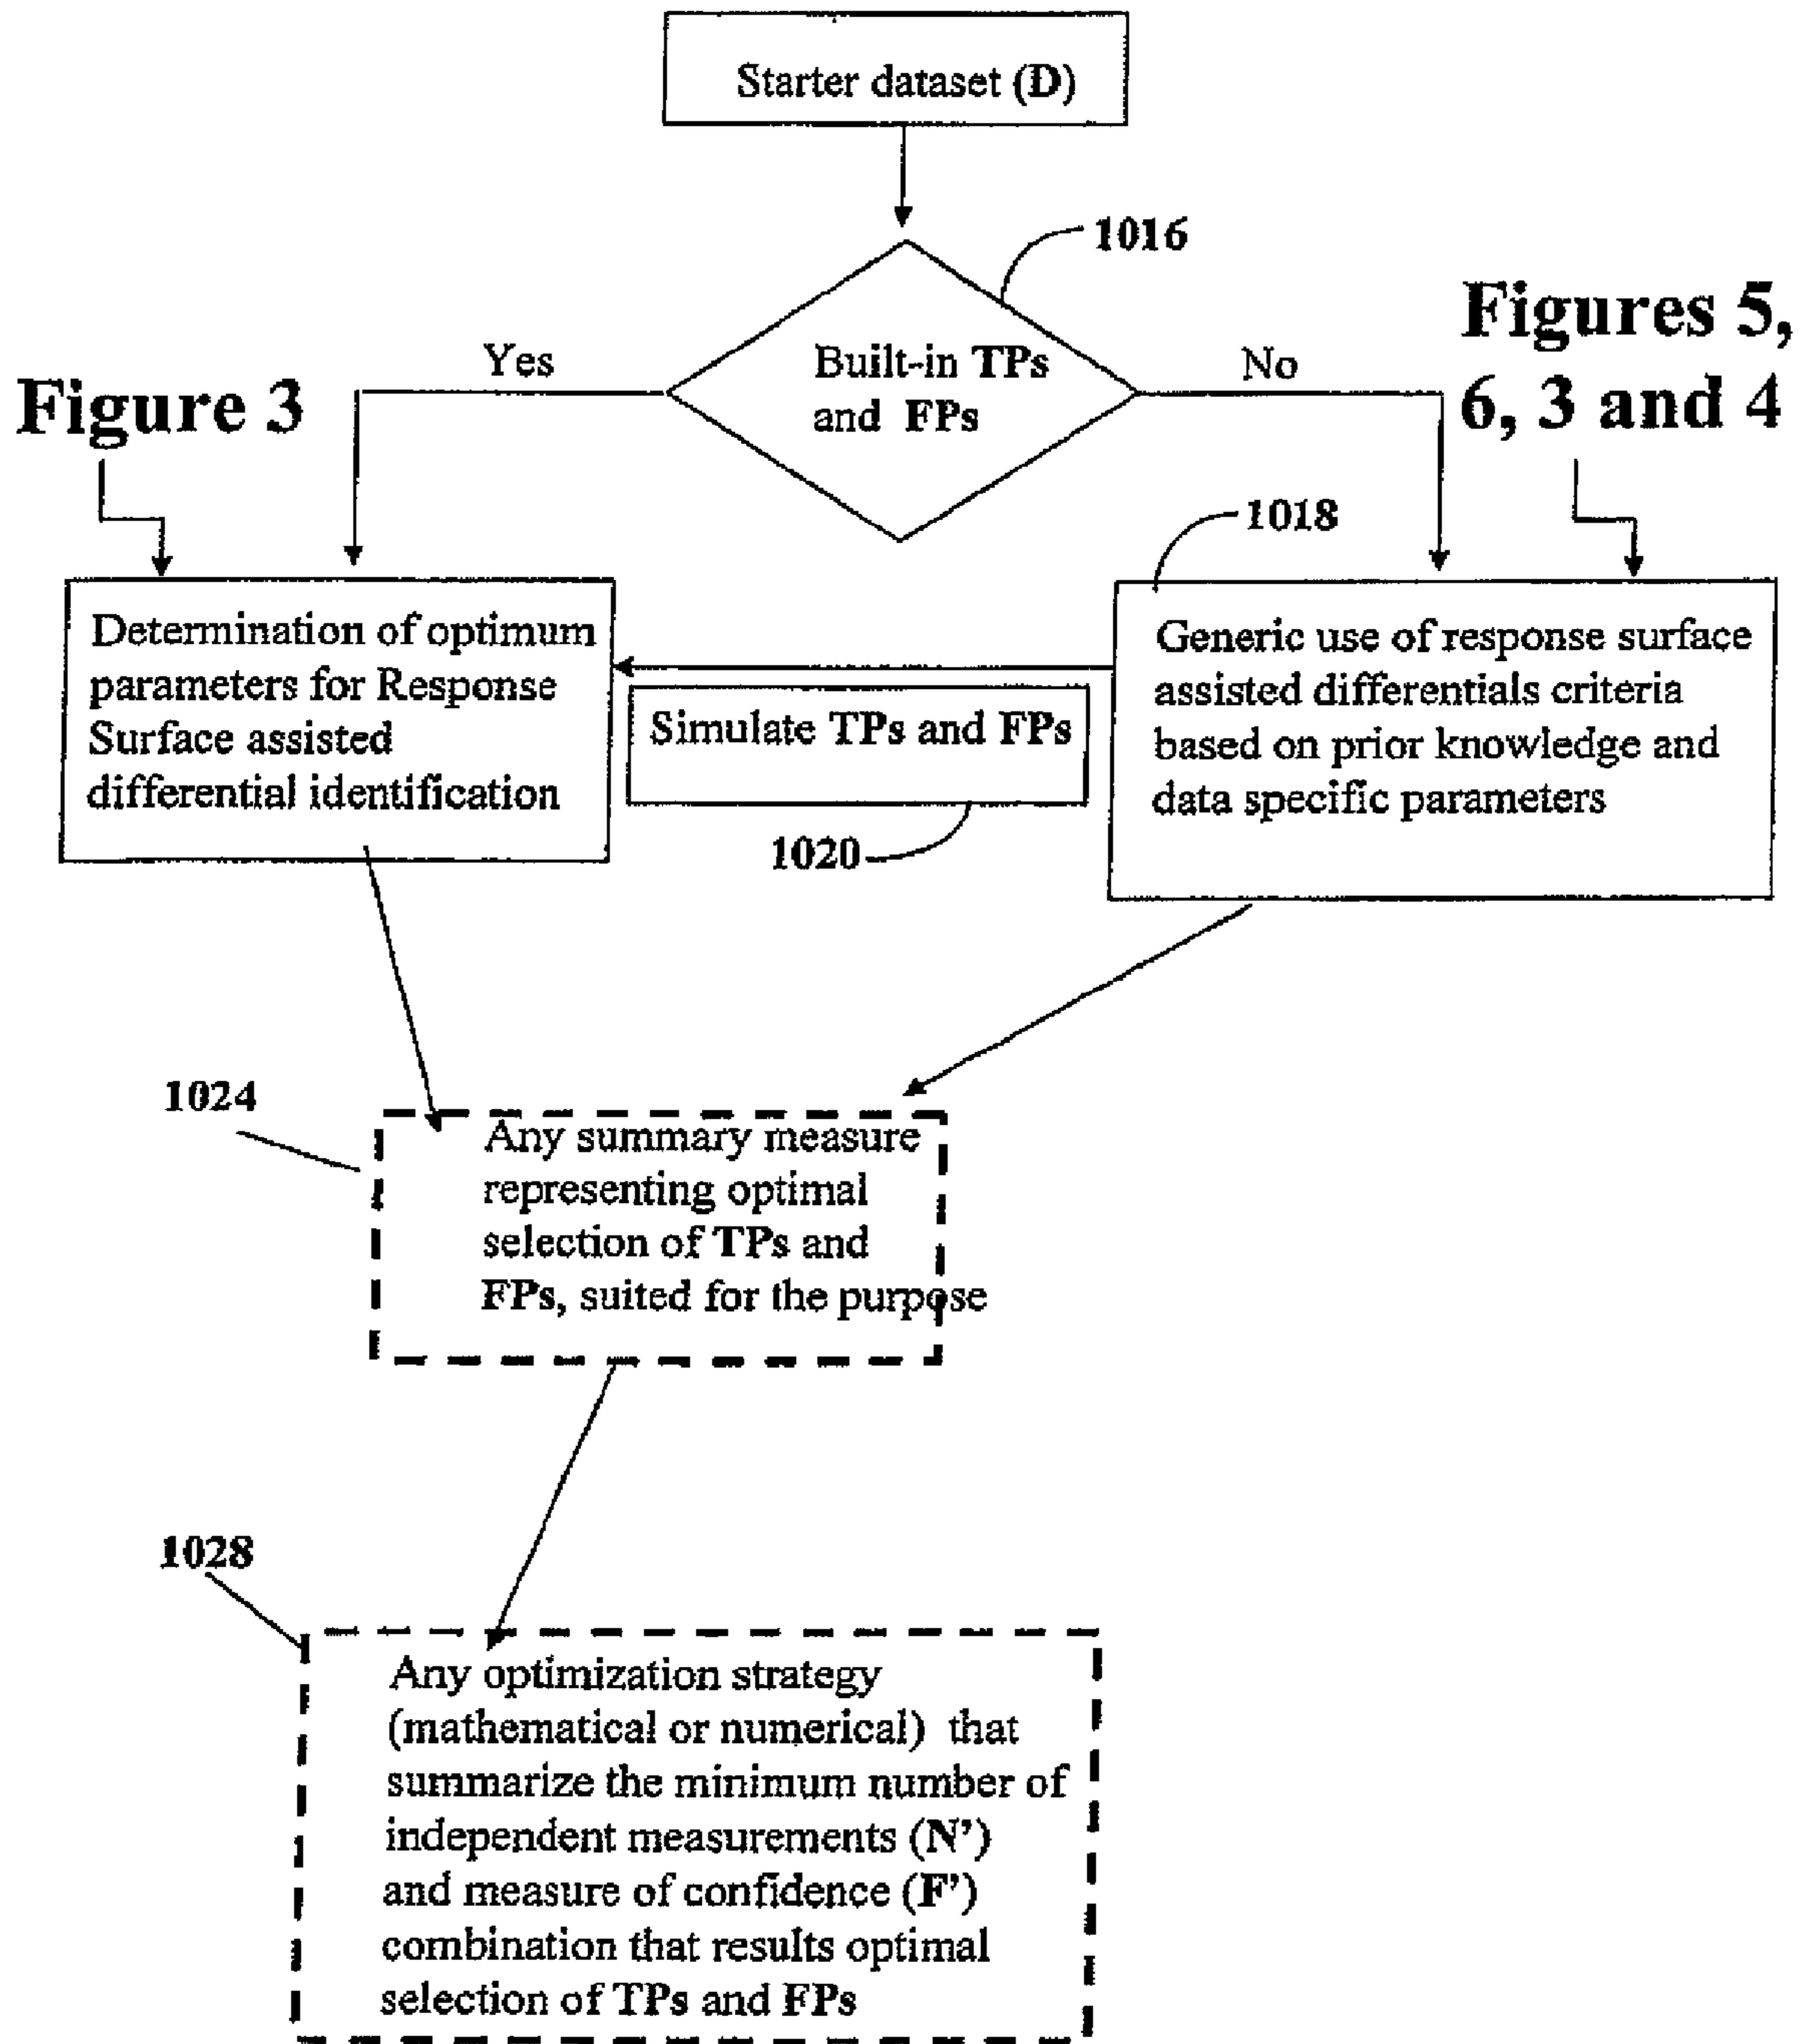 Starter dataset (D)
1016
Figures 5,
6, 3 and 4
Yes
Built-in TPs
and FPs
No
Figure 3
1018
Determination of optimum
parameters for Response
Surface assisted
differential identification
Simulate TPs and FPs
1020
Generic use of response surface
assisted differentials criteria
based on prior knowledge and
data specific parameters
1024
Any summary measure
representing optimal
selection of TPs and
FPs, suited for the purpose
1028
Any optimization strategy
(mathematical or numerical) that
summarize the minimum number of
independent measurements (N’)
and measure of confidence (F’)
combination that results optimal
selection of TPs and FPs